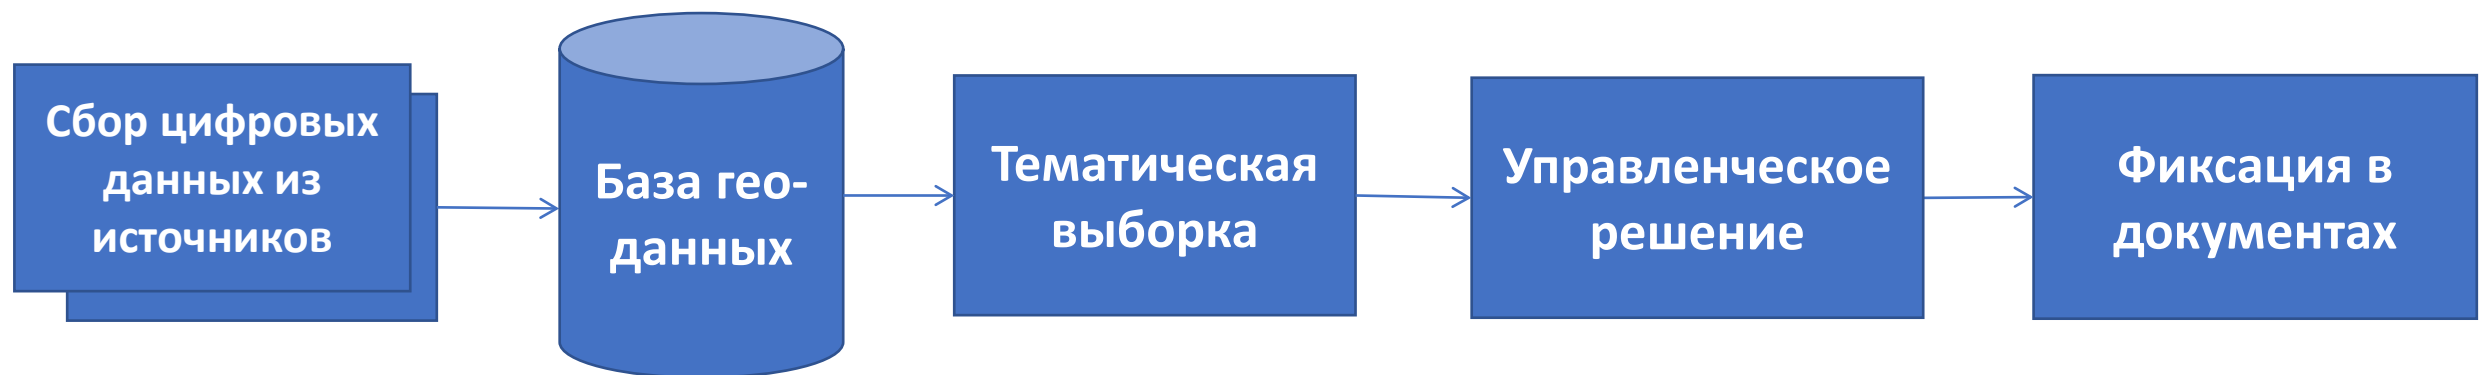 Сбор цифровых
данных из
источников
База гео-
данных
Тематическая
выборка
Управленческое
решение
Фиксация в
документах